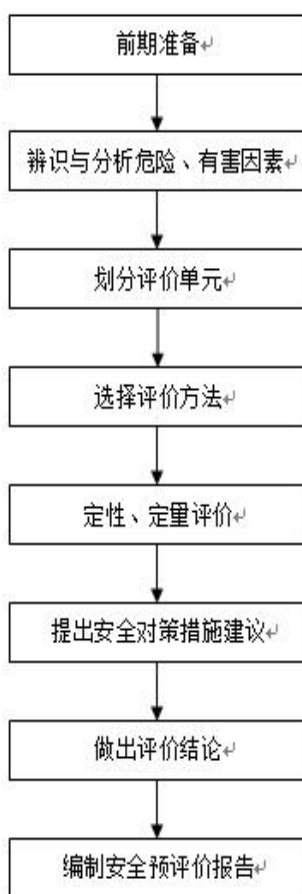 前期准备
辨识与分析危险、有害因素
划分评价单元
选择评价方法
定性、定量评价
提出安全对策措施建议
做出评价结论
编制安全预评价报告